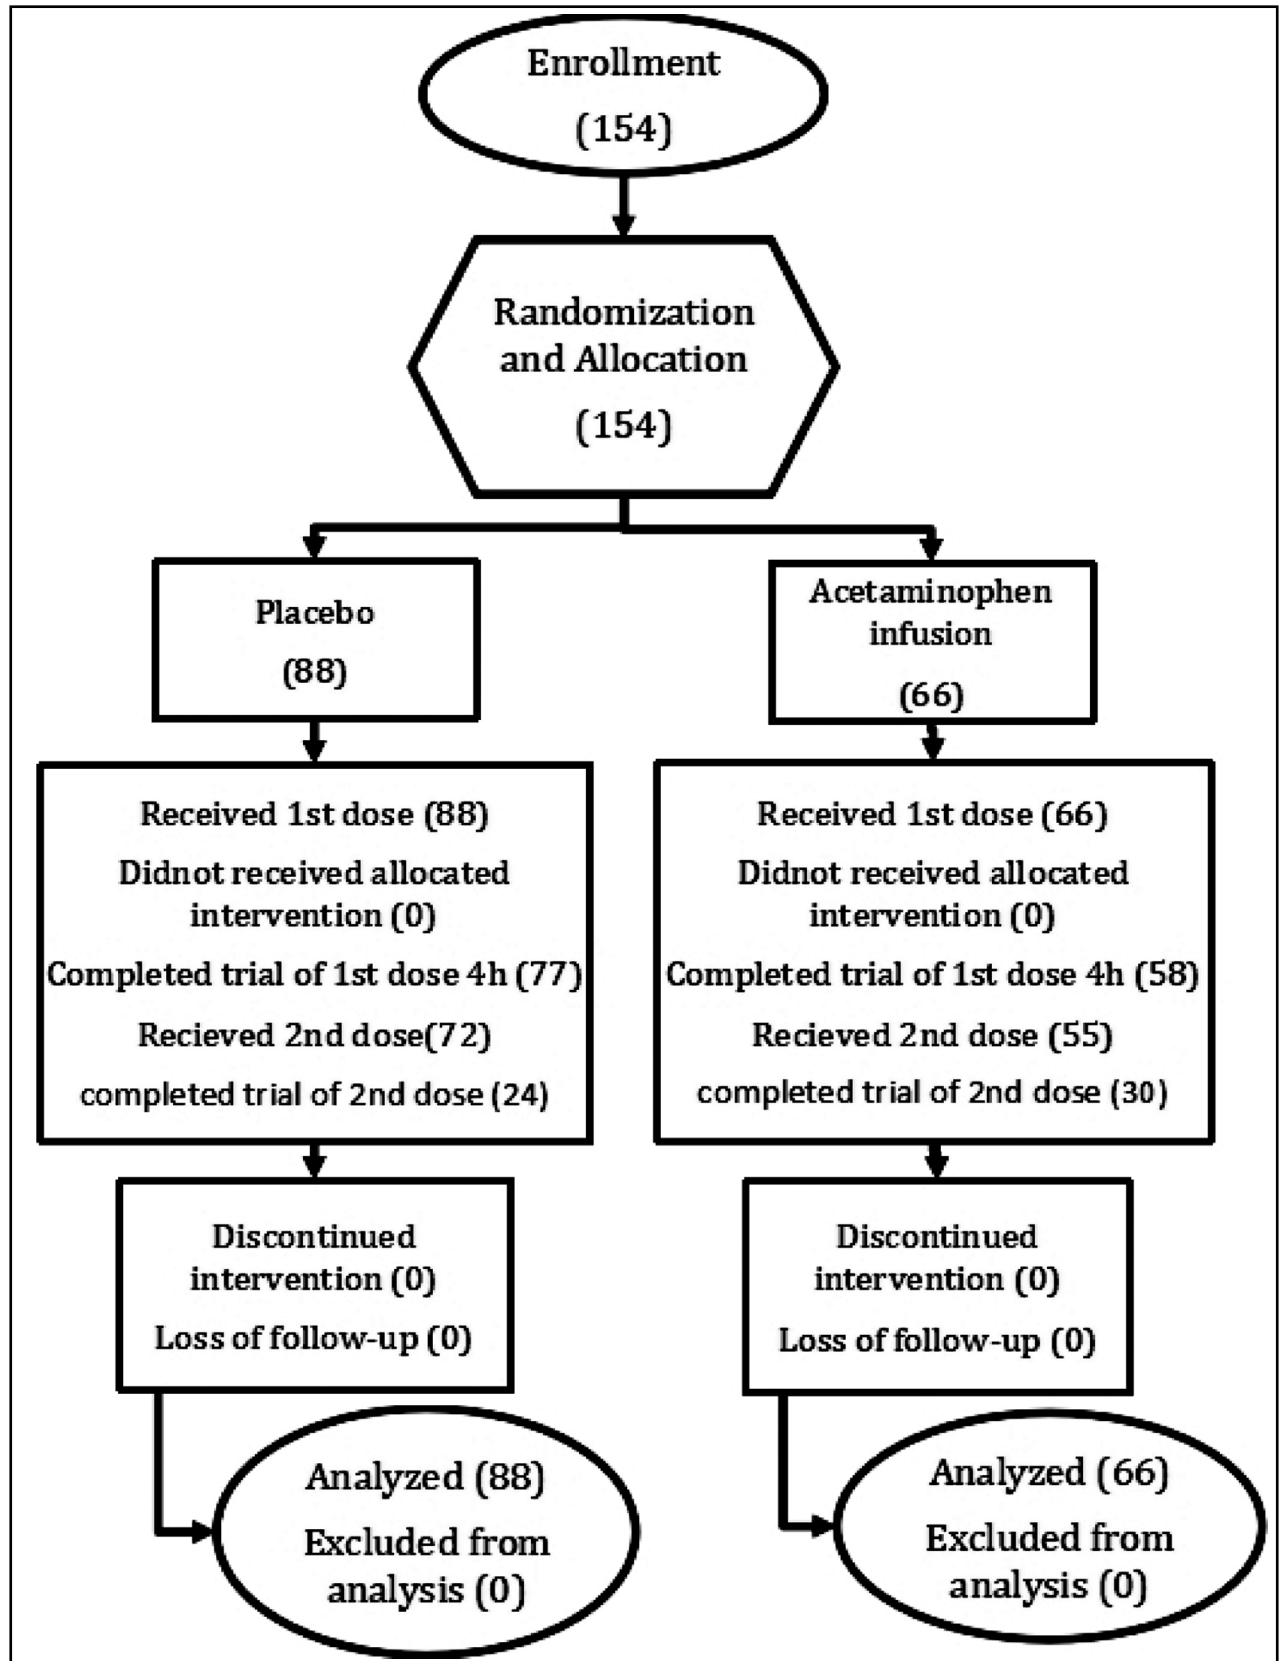 Enrollment
(154)
Randomization
and Allocation
(154)
Placebo
(88)
Acetaminophen
infusion
(66)
Received 1st dose (88)
Didnot received allocated
intervention (0)
Completed trial of 1st dose 4h (77)
Recieved 2nd dose(72)
completed trial of 2nd dose (24)
Received 1st dose (66)
Didnot received allocated
intervention (0)
Completed trial of 1st dose 4h (58)
Recieved 2nd dose (55)
completed trial of 2nd dose (30)
Discontinued
intervention (0)
Loss of follow-up (0)
Discontinued
intervention (0)
Loss of follow-up (0)
Analyzed (88)
Excluded from
analysis (0)
Analyzed (66)
Excluded from
analysis (0)